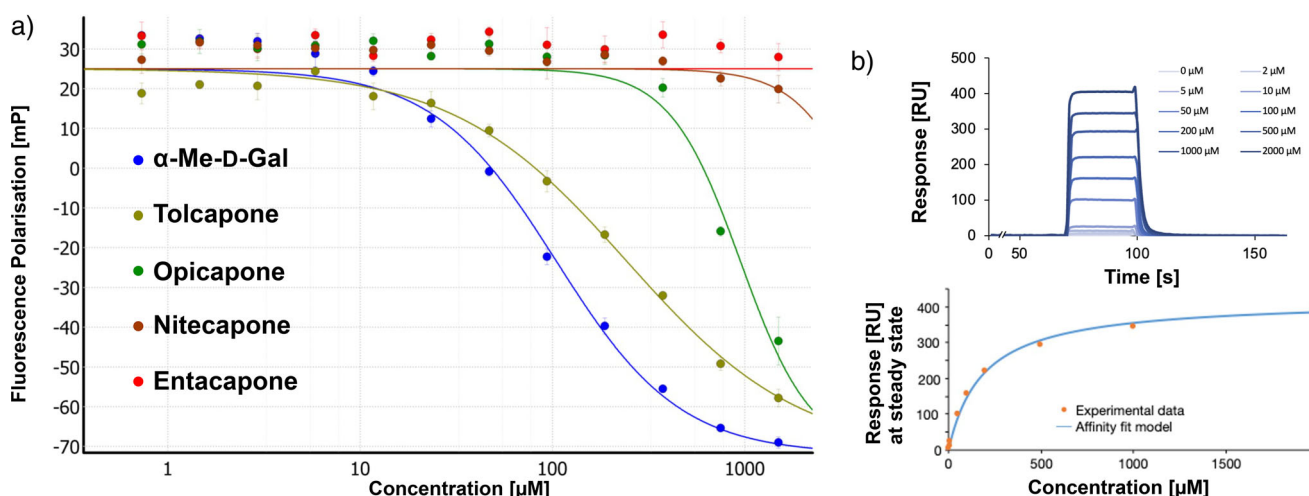 a)
Fluorescence Polarisation [mP]
30
20
10
0
-10
-20
-30
-40
-50
-60
-70
α-Me-D-Gal
Tolcapone
Opicapone
Nitecapone
Entacapone
1
10
100
1000
Concentration [µM]
b)
Response [RU]
500
400
300
200
100
0
0 µM
2 µM
5 µM
10 µM
50 µM
100 µM
200 µM
500 µM
1000 µM
2000 µM
0
50
100
150
Time [s]
Response [RU]
at steady state
400
300
200
100
0
Experimental data
Affinity fit model
0
500
1000
1500
Concentration [µM]